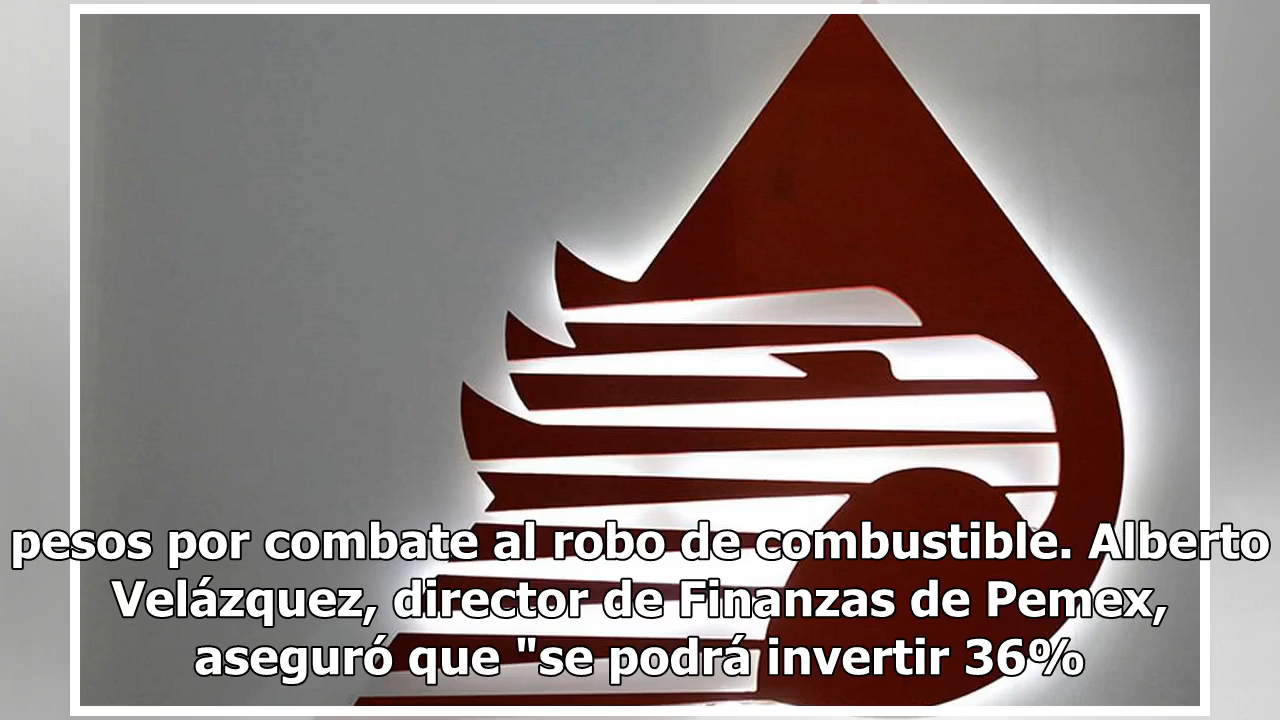 pesos por combate al robo de combustible. Alberto
Velázquez, director de Finanzas de Pemex,
aseguró que "se podrá invertir 36%